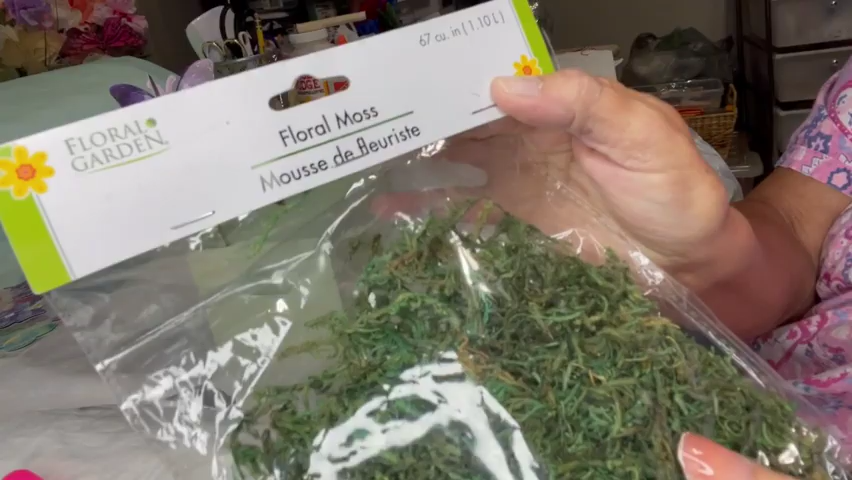 67 cu. in (1.10 L)
FLORAL
GARDEN
Floral Moss
Mousse de fleuriste